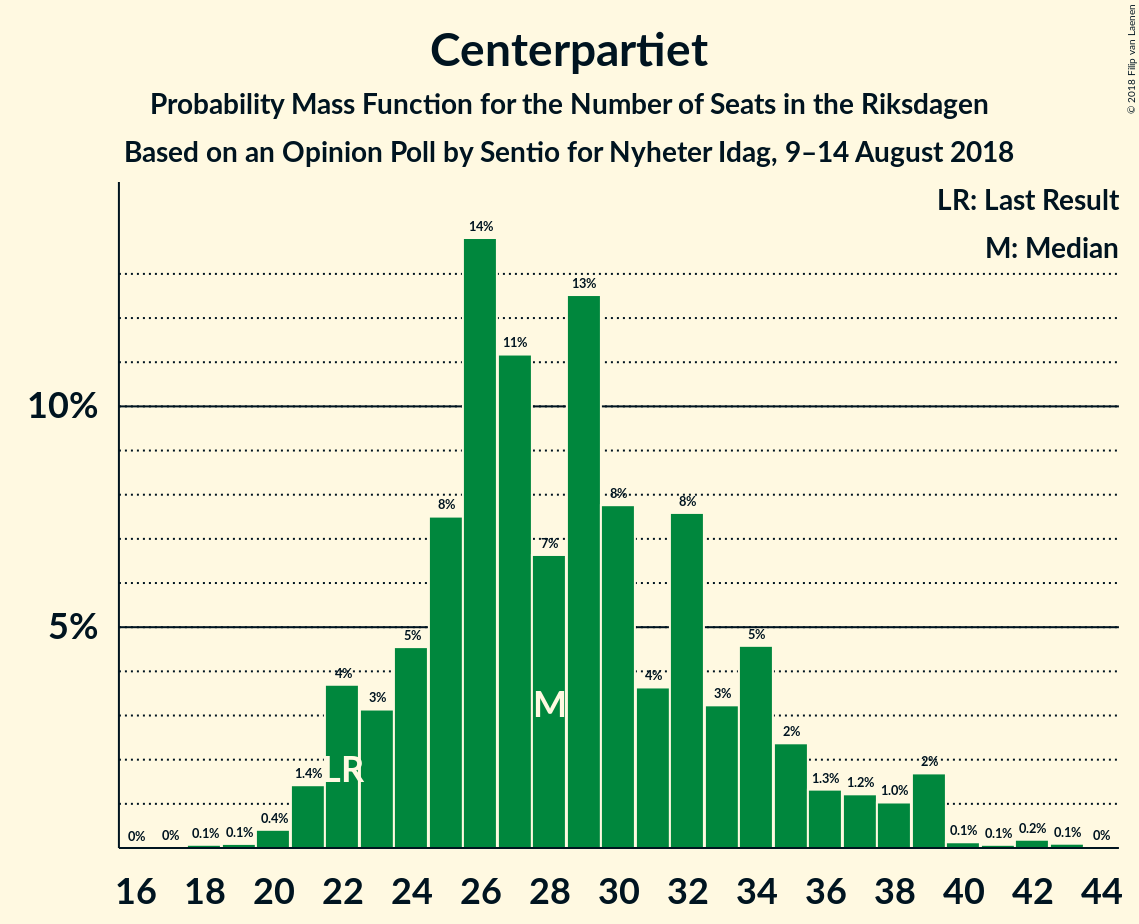 © 2018 Filip van Laenen
Centerpartiet
Probability Mass Function for the Number of Seats in the Riksdagen
Based on an Opinion Poll by Sentio for Nyheter Idag, 9–14 August 2018
LR: Last Result
M: Median
10%
5%
0% 0% 0.1% 0.1% 0.4% 1.4% 4% 3% 5% 8% 14% 11% 7% 13% 8% 4% 8% 3% 5% 2% 1.3% 1.2% 1.0% 2% 0.1% 0.1% 0.2% 0.1% 0%
LR
M
16 18 20 22 24 26 28 30 32 34 36 38 40 42 44